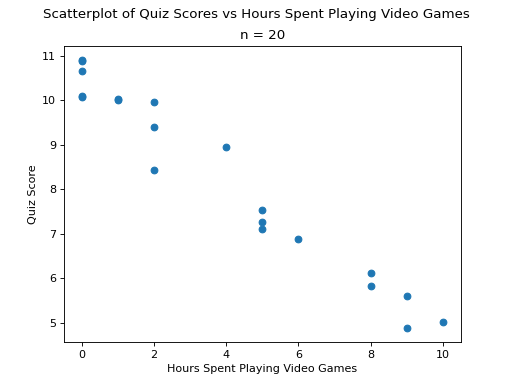 Scatterplot of Quiz Scores vs Hours Spent Playing Video Games
n = 20
11
10
9
8
7
6
5
Quiz Score
0 2 4 6 8 10
Hours Spent Playing Video Games